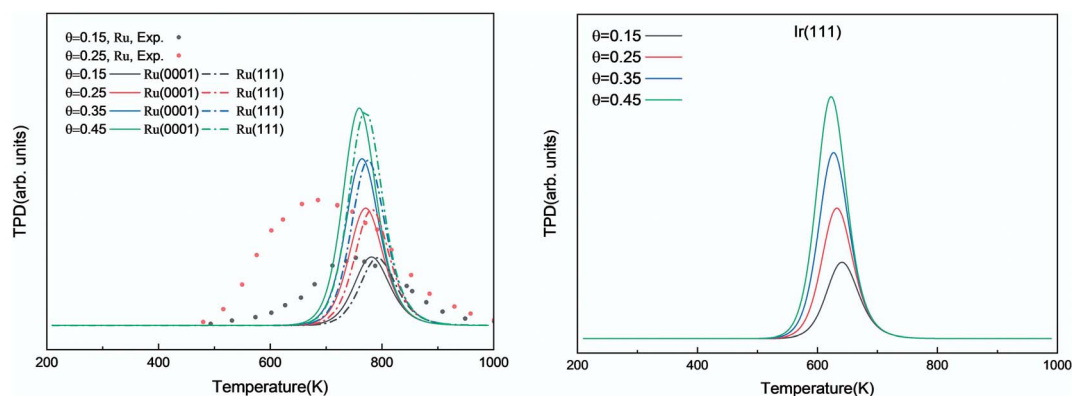 θ=0.15, Ru, Exp.
θ=0.25, Ru, Exp.
θ=0.15 Ru(0001) Ru(111)
θ=0.25 Ru(0001) Ru(111)
θ=0.35 Ru(0001) Ru(111)
θ=0.45 Ru(0001) Ru(111)
TPD(arb. units)
200 400 600 800 1000
Temperature(K)
Ir(111)
θ=0.15
θ=0.25
θ=0.35
θ=0.45
TPD(arb. units)
200 400 600 800 1000
Temperature(K)